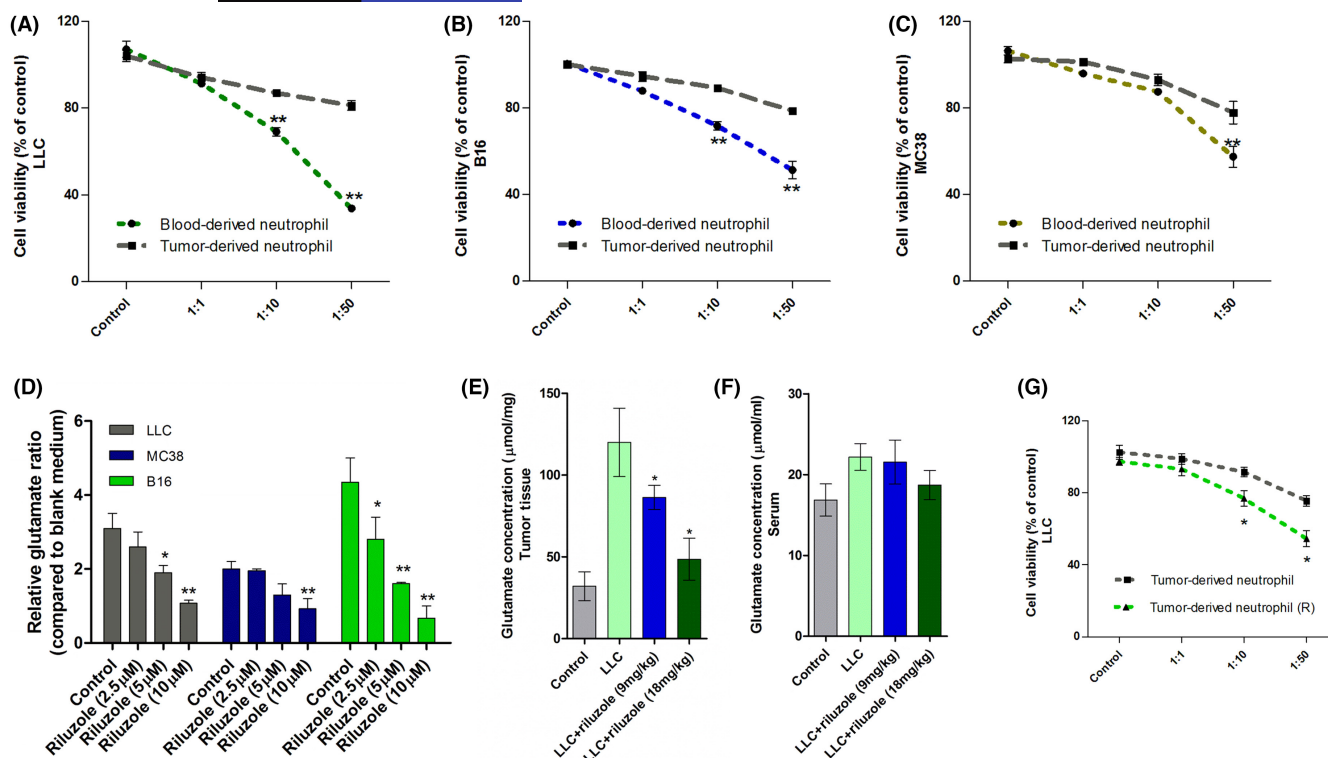 (A)
120
80
40
0
Cell viability (% of control)
LLC
**
**
Blood-derived neutrophil
Tumor-derived neutrophil
Control
1:1
1:10
1:50
(B)
120
80
40
0
Cell viability (% of control)
B16
**
**
Blood-derived neutrophil
Tumor-derived neutrophil
Control
1:1
1:10
1:50
(C)
120
80
40
0
Cell viability (% of control)
MC38
**
Blood-derived neutrophil
Tumor-derived neutrophil
Control
1:1
1:10
1:50
(D)
6
4
2
0
Relative glutamate ratio
(compared to blank medium)
LLC
MC38
B16
*
**
**
*
**
**
Control
Riluzole (2.5μM)
Riluzole (5μM)
Riluzole (10μM)
Control
Riluzole (2.5μM)
Riluzole (5μM)
Riluzole (10μM)
Control
Riluzole (2.5μM)
Riluzole (5μM)
Riluzole (10μM)
(E)
150
100
50
0
Glutamate concentration (μmol/mg)
Tumor tissue
*
*
Control
LLC
LLC+riluzole (9mg/kg)
LLC+riluzole (18mg/kg)
(F)
30
20
10
0
Glutamate concentration (μmol/ml)
Serum
Control
LLC
LLC+riluzole (9mg/kg)
LLC+riluzole (18mg/kg)
(G)
120
80
40
0
Cell viability (% of control)
LLC
*
*
Tumor-derived neutrophil
Tumor-derived neutrophil (R)
Control
1:1
1:10
1:50